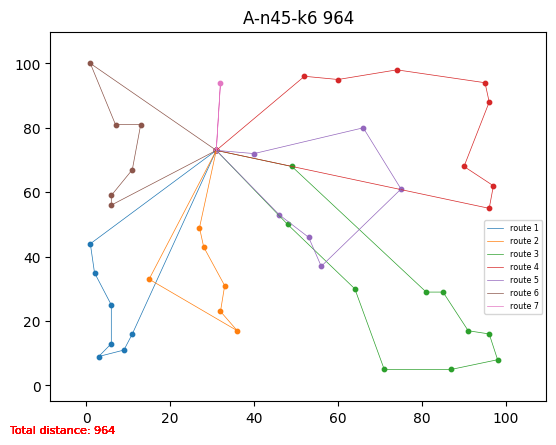 A-n45-k6 964
100
80
60
40
20
0
route 1
route 2
route 3
route 4
route 5
route 6
route 7
0 20 40 60 80 100
Total distance: 964